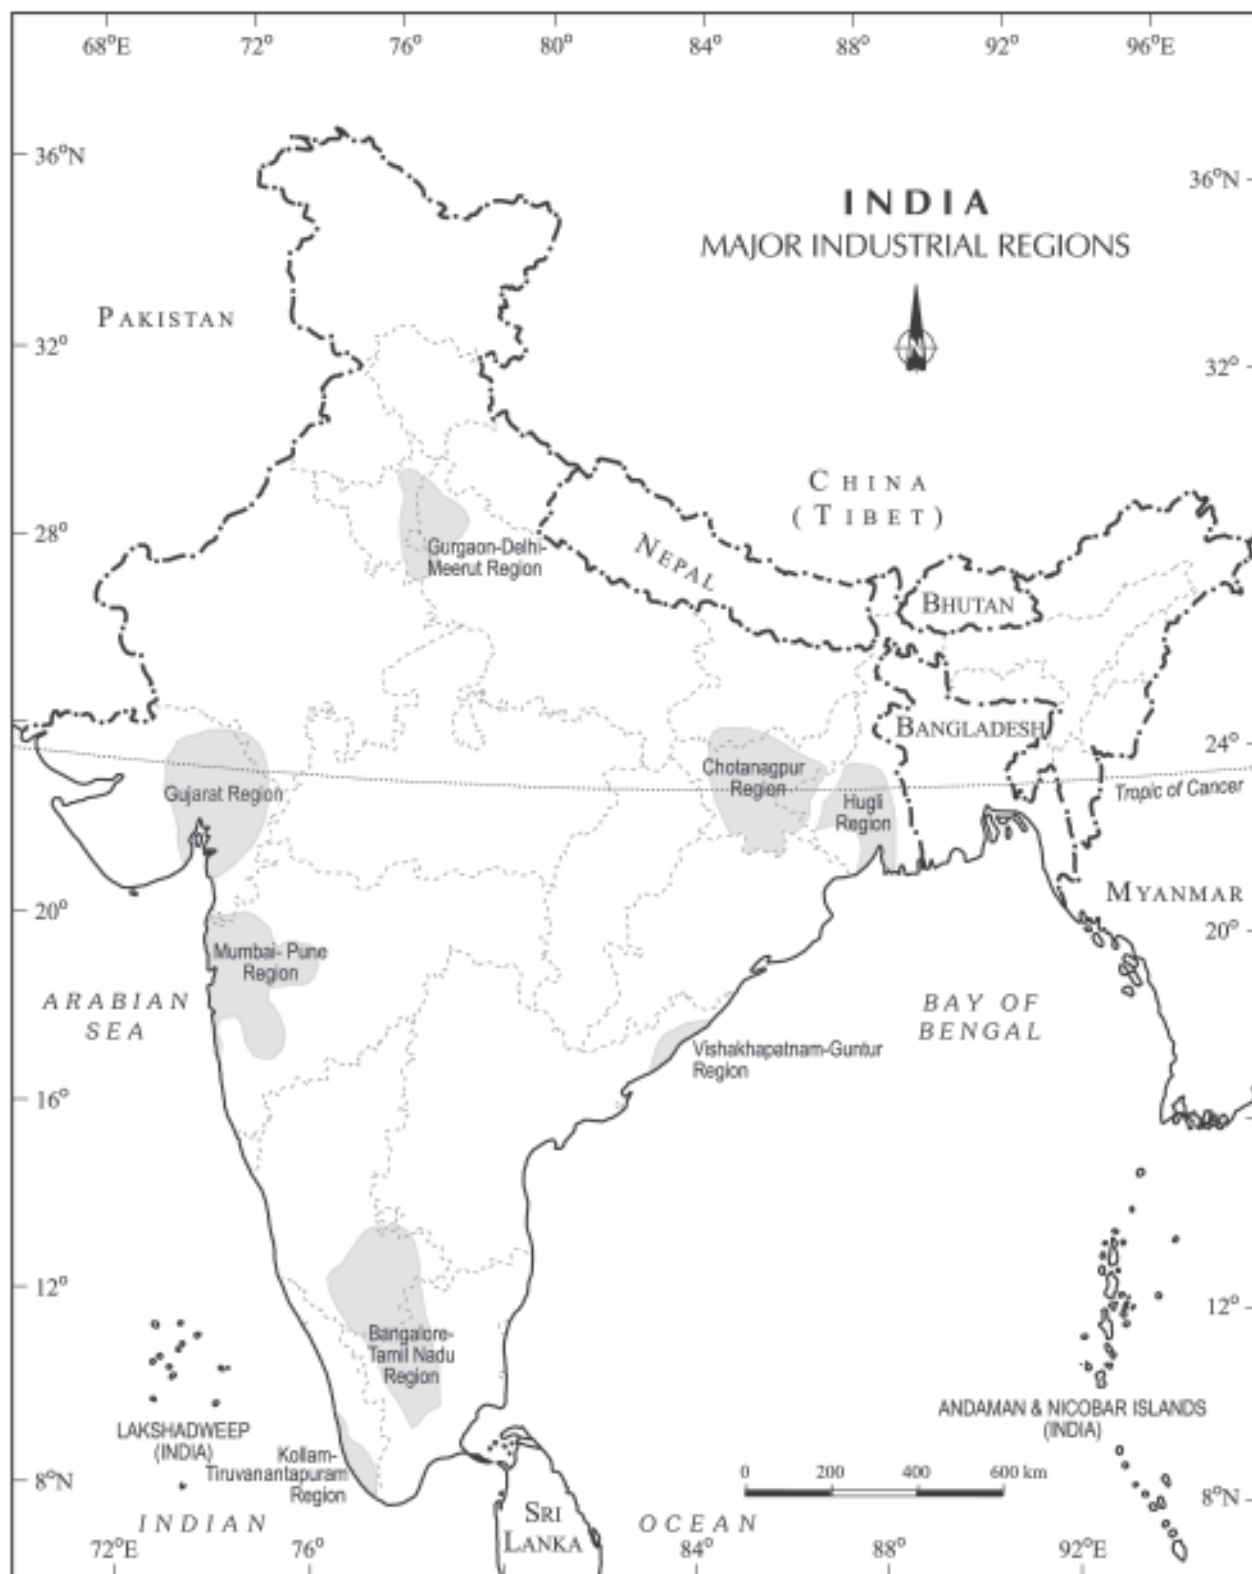 68°E 72° 76° 80° 84° 88° 92° 96°E
36°N
36°N
INDIA
MAJOR INDUSTRIAL REGIONS
PAKISTAN
N
32°
32°
CHINA
(TIBET)
28°
Gurgaon-Delhi-
Meerut Region
NEPAL
BHUTAN
BANGLADESH
24°
Chotanagpur
Region
Gujarat Region
Hugli
Region
Tropic of Cancer
MYANMAR
20°
20°
Mumbai- Pune
Region
ARABIAN
SEA
BAY OF
BENGAL
Vishakhapatnam-Guntur
Region
16°
12°
12°
Bangalore-
Tamil Nadu
Region
LAKSHADWEEP
(INDIA)
ANDAMAN & NICOBAR ISLANDS
(INDIA)
Kollam-
Tiruvanantapuram
Region
8°N
0 200 400 600 km
8°N
SRI
LANKA
INDIAN OCEAN
72°E 76° 84° 88° 92°E